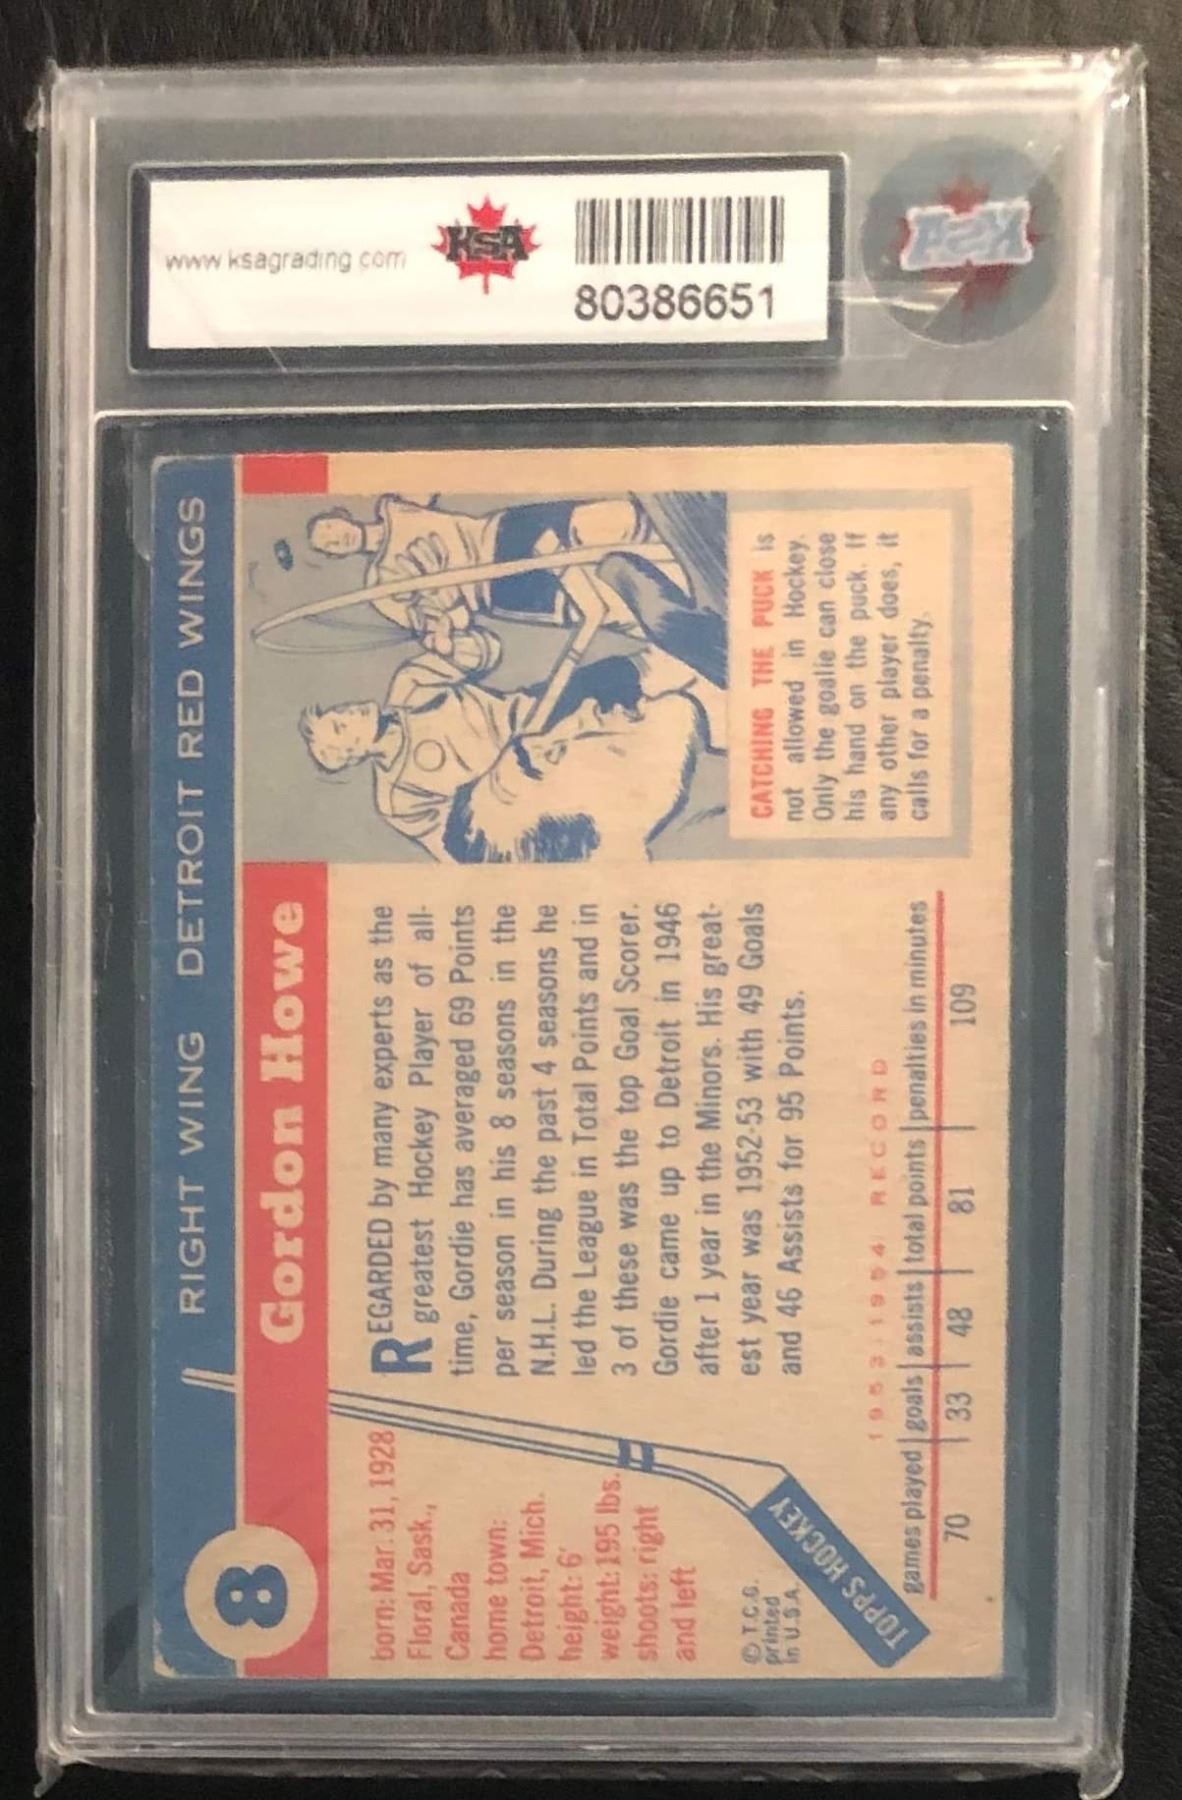 www.ksagrading.com
KSA
80386651
KSA
RIGHT WING DETROIT RED WINGS
8
Gordon Howe
born: Mar. 31, 1928
Floral, Sask.,
Canada
home town:
Detroit, Mich.
height: 6'
weight: 195 lbs.
shoots: right
and left
© T.C.G.
printed
in U.S.A.
TOPPS HOCKEY
REGARDED by many experts as the
greatest Hockey Player of all-
time, Gordie has averaged 69 Points
per season in his 8 seasons in the
N.H.L. During the past 4 seasons he
led the League in Total Points and in
3 of these was the top Goal Scorer.
Gordie came up to Detroit in 1946
after 1 year in the Minors. His great-
est year was 1952-53 with 49 Goals
and 46 Assists for 95 Points.
CATCHING THE PUCK is
not allowed in Hockey.
Only the goalie can close
his hand on the puck. If
any other player does, it
calls for a penalty.
1953/1954 RECORD
games played goals assists total points penalties in minutes
70 33 48 81 109